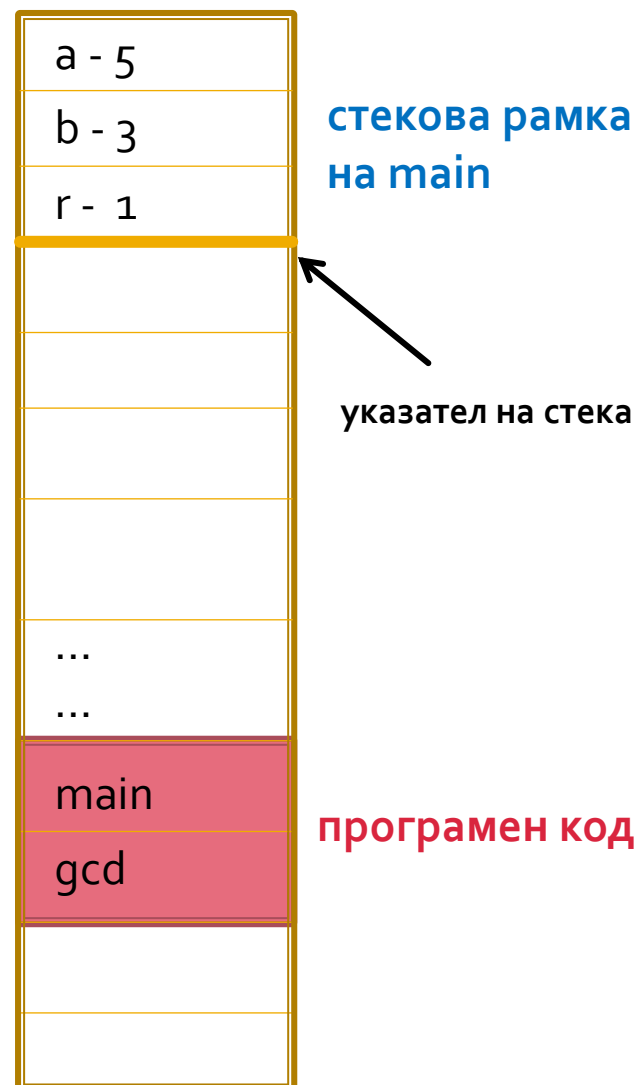 a - 5
b - 3
r - 1
стекова рамка
на main
указател на стека
...
...
main
gcd
програмен код